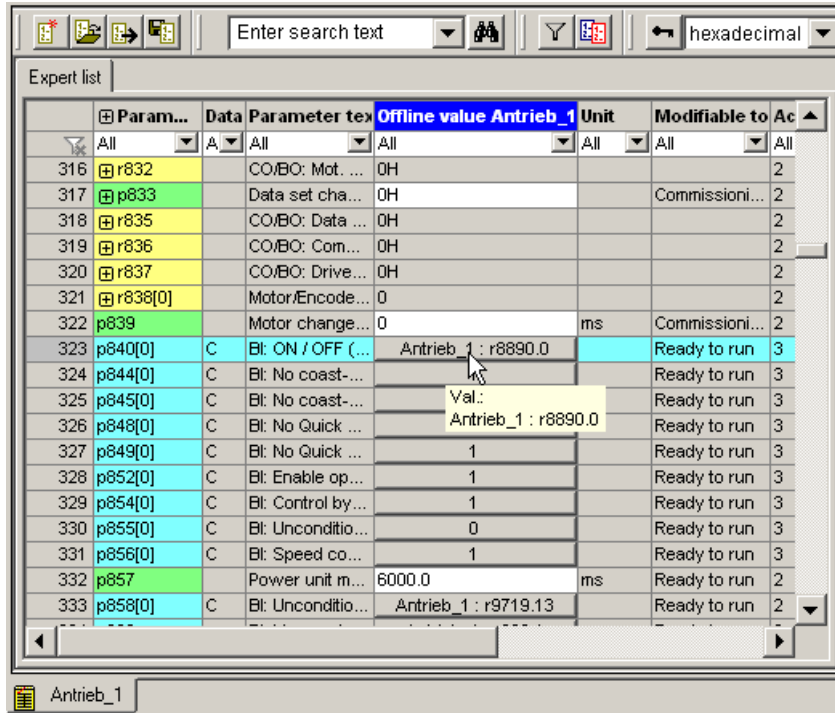 Enter search text hexadecimal
Expert list
Param... Data Parameter tex Offline value Antrieb_1 Unit Modifiable to Ac
All A All All All All All
316 r832 CO/BO: Mot. ... 0H 2
317 p833 Data set cha... 0H Commissioni... 2
318 r835 CO/BO: Data ... 0H 2
319 r836 CO/BO: Com... 0H 2
320 r837 CO/BO: Drive... 0H 2
321 r838[0] Motor/Encode... 0 2
322 p839 Motor change... 0 ms Commissioni... 2
323 p840[0] C BI: ON / OFF (... Antrieb_1 : r8890.0 Ready to run 3
324 p844[0] C BI: No coast-... Ready to run 3
325 p845[0] C BI: No coast-... Ready to run 3
326 p848[0] C BI: No Quick ... Ready to run 3
Val.:
Antrieb_1 : r8890.0
327 p849[0] C BI: No Quick ... 1 Ready to run 3
328 p852[0] C BI: Enable op... 1 Ready to run 3
329 p854[0] C BI: Control by... 1 Ready to run 3
330 p855[0] C BI: Unconditio... 0 Ready to run 3
331 p856[0] C BI: Speed co... 1 Ready to run 3
332 p857 Power unit m... 6000.0 ms Ready to run 2
333 p858[0] C BI: Unconditio... Antrieb_1 : r9719.13 Ready to run 2
Antrieb_1